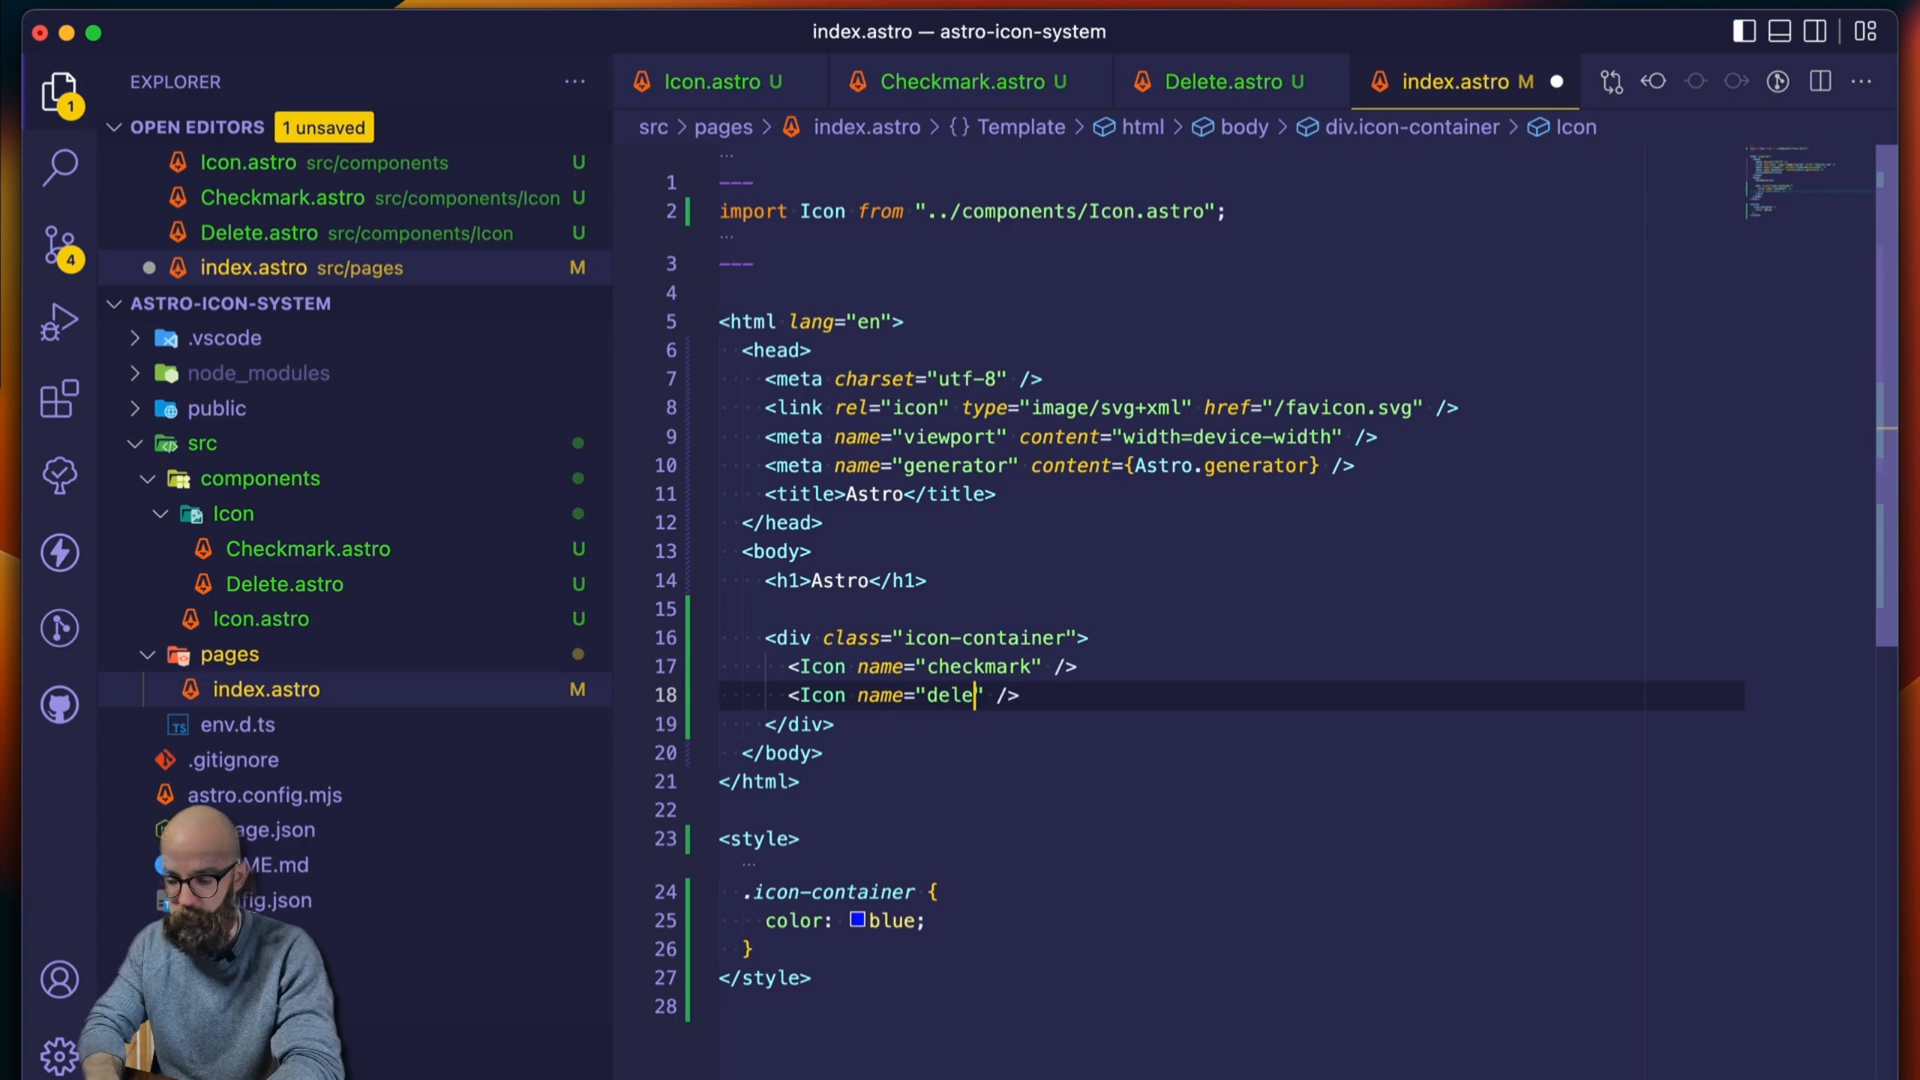 index.astro — astro-icon-system
EXPLORER
Icon.astro U
Checkmark.astro U
Delete.astro U
index.astro M
1
OPEN EDITORS 1 unsaved
Icon.astro src/components U
Checkmark.astro src/components/Icon U
Delete.astro src/components/Icon U
index.astro src/pages M
4
ASTRO-ICON-SYSTEM
.vscode
node_modules
public
src
components
Icon
Checkmark.astro U
Delete.astro U
Icon.astro U
pages
index.astro M
TS env.d.ts
.gitignore
astro.config.mjs
age.json
ME.md
fig.json
src > pages > index.astro > {} Template > html > body > div.icon-container > Icon
1 ---
2 import Icon from "../components/Icon.astro";
3 ---
4
5 <html lang="en">
6 <head>
7 <meta charset="utf-8" />
8 <link rel="icon" type="image/svg+xml" href="/favicon.svg" />
9 <meta name="viewport" content="width=device-width" />
10 <meta name="generator" content={Astro.generator} />
11 <title>Astro</title>
12 </head>
13 <body>
14 <h1>Astro</h1>
15
16 <div class="icon-container">
17 <Icon name="checkmark" />
18 <Icon name="dele" />
19 </div>
20 </body>
21 </html>
22
23 <style>
24 .icon-container {
25 color: blue;
26 }
27 </style>
28